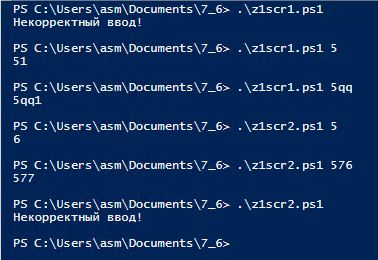 PS C:\Users\asm\Documents\7_6> .\z1scr1.ps1
Некорректный ввод!
PS C:\Users\asm\Documents\7_6> .\z1scr1.ps1 5
51
PS C:\Users\asm\Documents\7_6> .\z1scr1.ps1 5qq
5qq1
PS C:\Users\asm\Documents\7_6> .\z1scr2.ps1 5
6
PS C:\Users\asm\Documents\7_6> .\z1scr2.ps1 576
577
PS C:\Users\asm\Documents\7_6> .\z1scr2.ps1
Некорректный ввод!
PS C:\Users\asm\Documents\7_6>